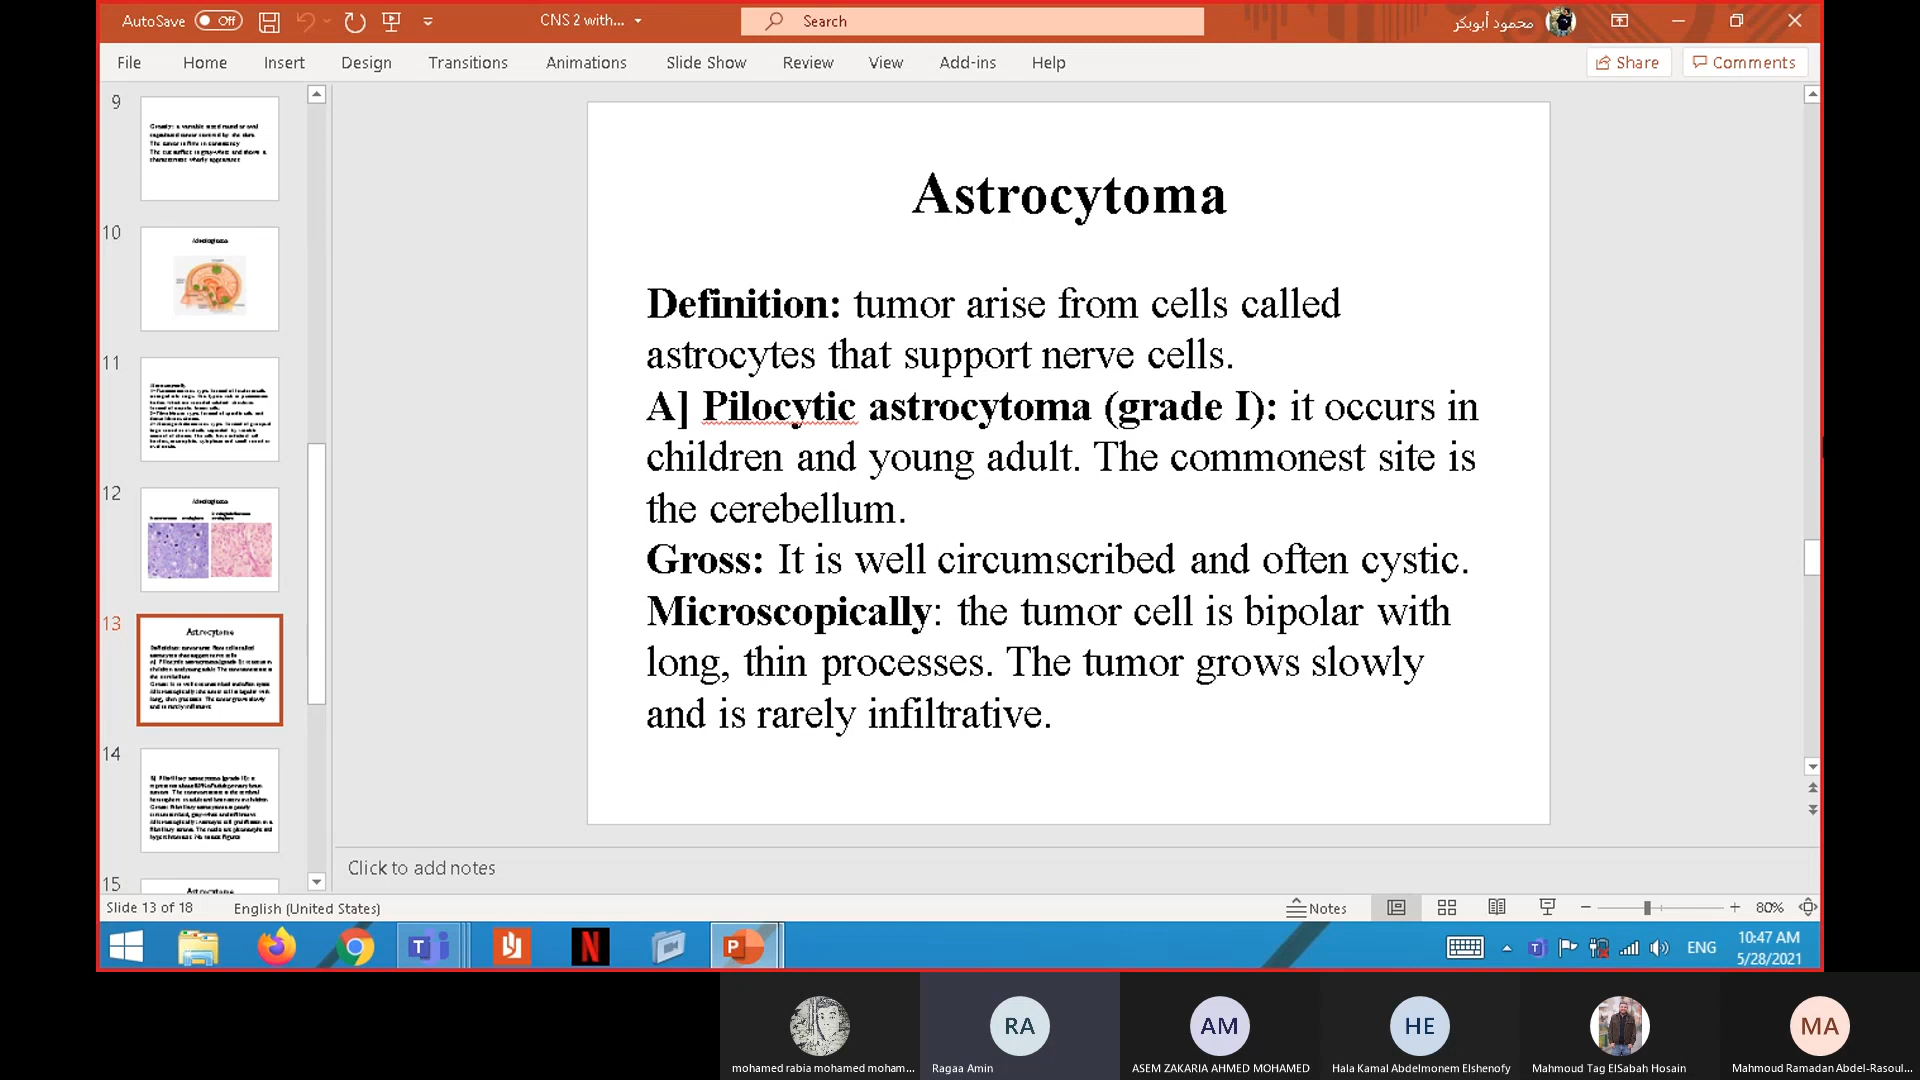 AutoSave Off
CNS 2 with...
Search
محمود أبوبكر
File Home Insert Design Transitions Animations Slide Show Review View Add-ins Help
Share Comments
9
10
11
12
13
Astrocytoma
14
15
Astrocytoma
Astrocytoma
Definition: tumor arise from cells called
astrocytes that support nerve cells.
A] Pilocytic astrocytoma (grade I): it occurs in
children and young adult. The commonest site is
the cerebellum.
Gross: It is well circumscribed and often cystic.
Microscopically: the tumor cell is bipolar with
long, thin processes. The tumor grows slowly
and is rarely infiltrative.
Click to add notes
Slide 13 of 18 English (United States)
Notes
80%
ENG
10:47 AM
5/28/2021
RA AM HE MA
mohamed rabia mohamed moham...
Ragaa Amin
ASEM ZAKARIA AHMED MOHAMED
Hala Kamal Abdelmonem Elshenofy
Mahmoud Tag ElSabah Hosain
Mahmoud Ramadan Abdel-Rasoul...